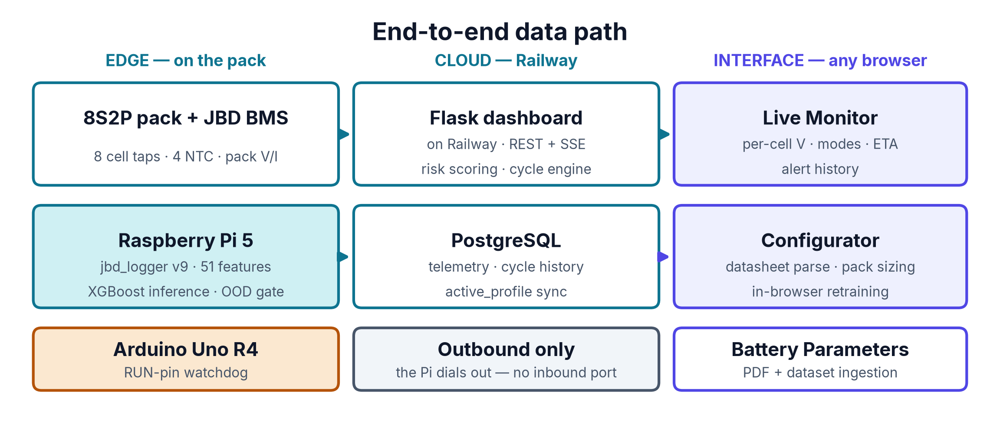 End-to-end data path
EDGE — on the pack
CLOUD — Railway
INTERFACE — any browser
8S2P pack + JBD BMS
8 cell taps · 4 NTC · pack V/I
Flask dashboard
on Railway · REST + SSE
risk scoring · cycle engine
Live Monitor
per-cell V · modes · ETA
alert history
Raspberry Pi 5
jbd_logger v9 · 51 features
XGBoost inference · OOD gate
PostgreSQL
telemetry · cycle history
active_profile sync
Configurator
datasheet parse · pack sizing
in-browser retraining
Arduino Uno R4
RUN-pin watchdog
Outbound only
the Pi dials out — no inbound port
Battery Parameters
PDF + dataset ingestion